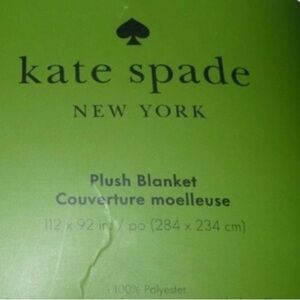 kate spade
NEW YORK
Plush Blanket
Couverture moelleuse
112 x 92 in / po (284 x 234 cm)
100% Polyester